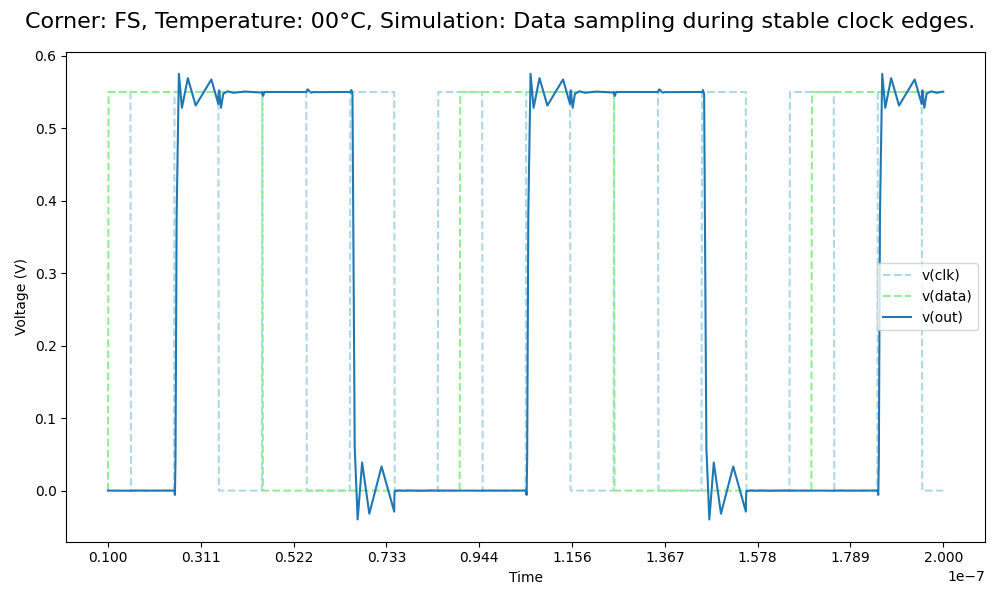 Corner: FS, Temperature: 00°C, Simulation: Data sampling during stable clock edges.
0.6
0.5
0.4
0.3
0.2
0.1
0.0
Voltage (V)
v(clk)
v(data)
v(out)
0.100 0.311 0.522 0.733 0.944 1.156 1.367 1.578 1.789 2.000
1e−7
Time